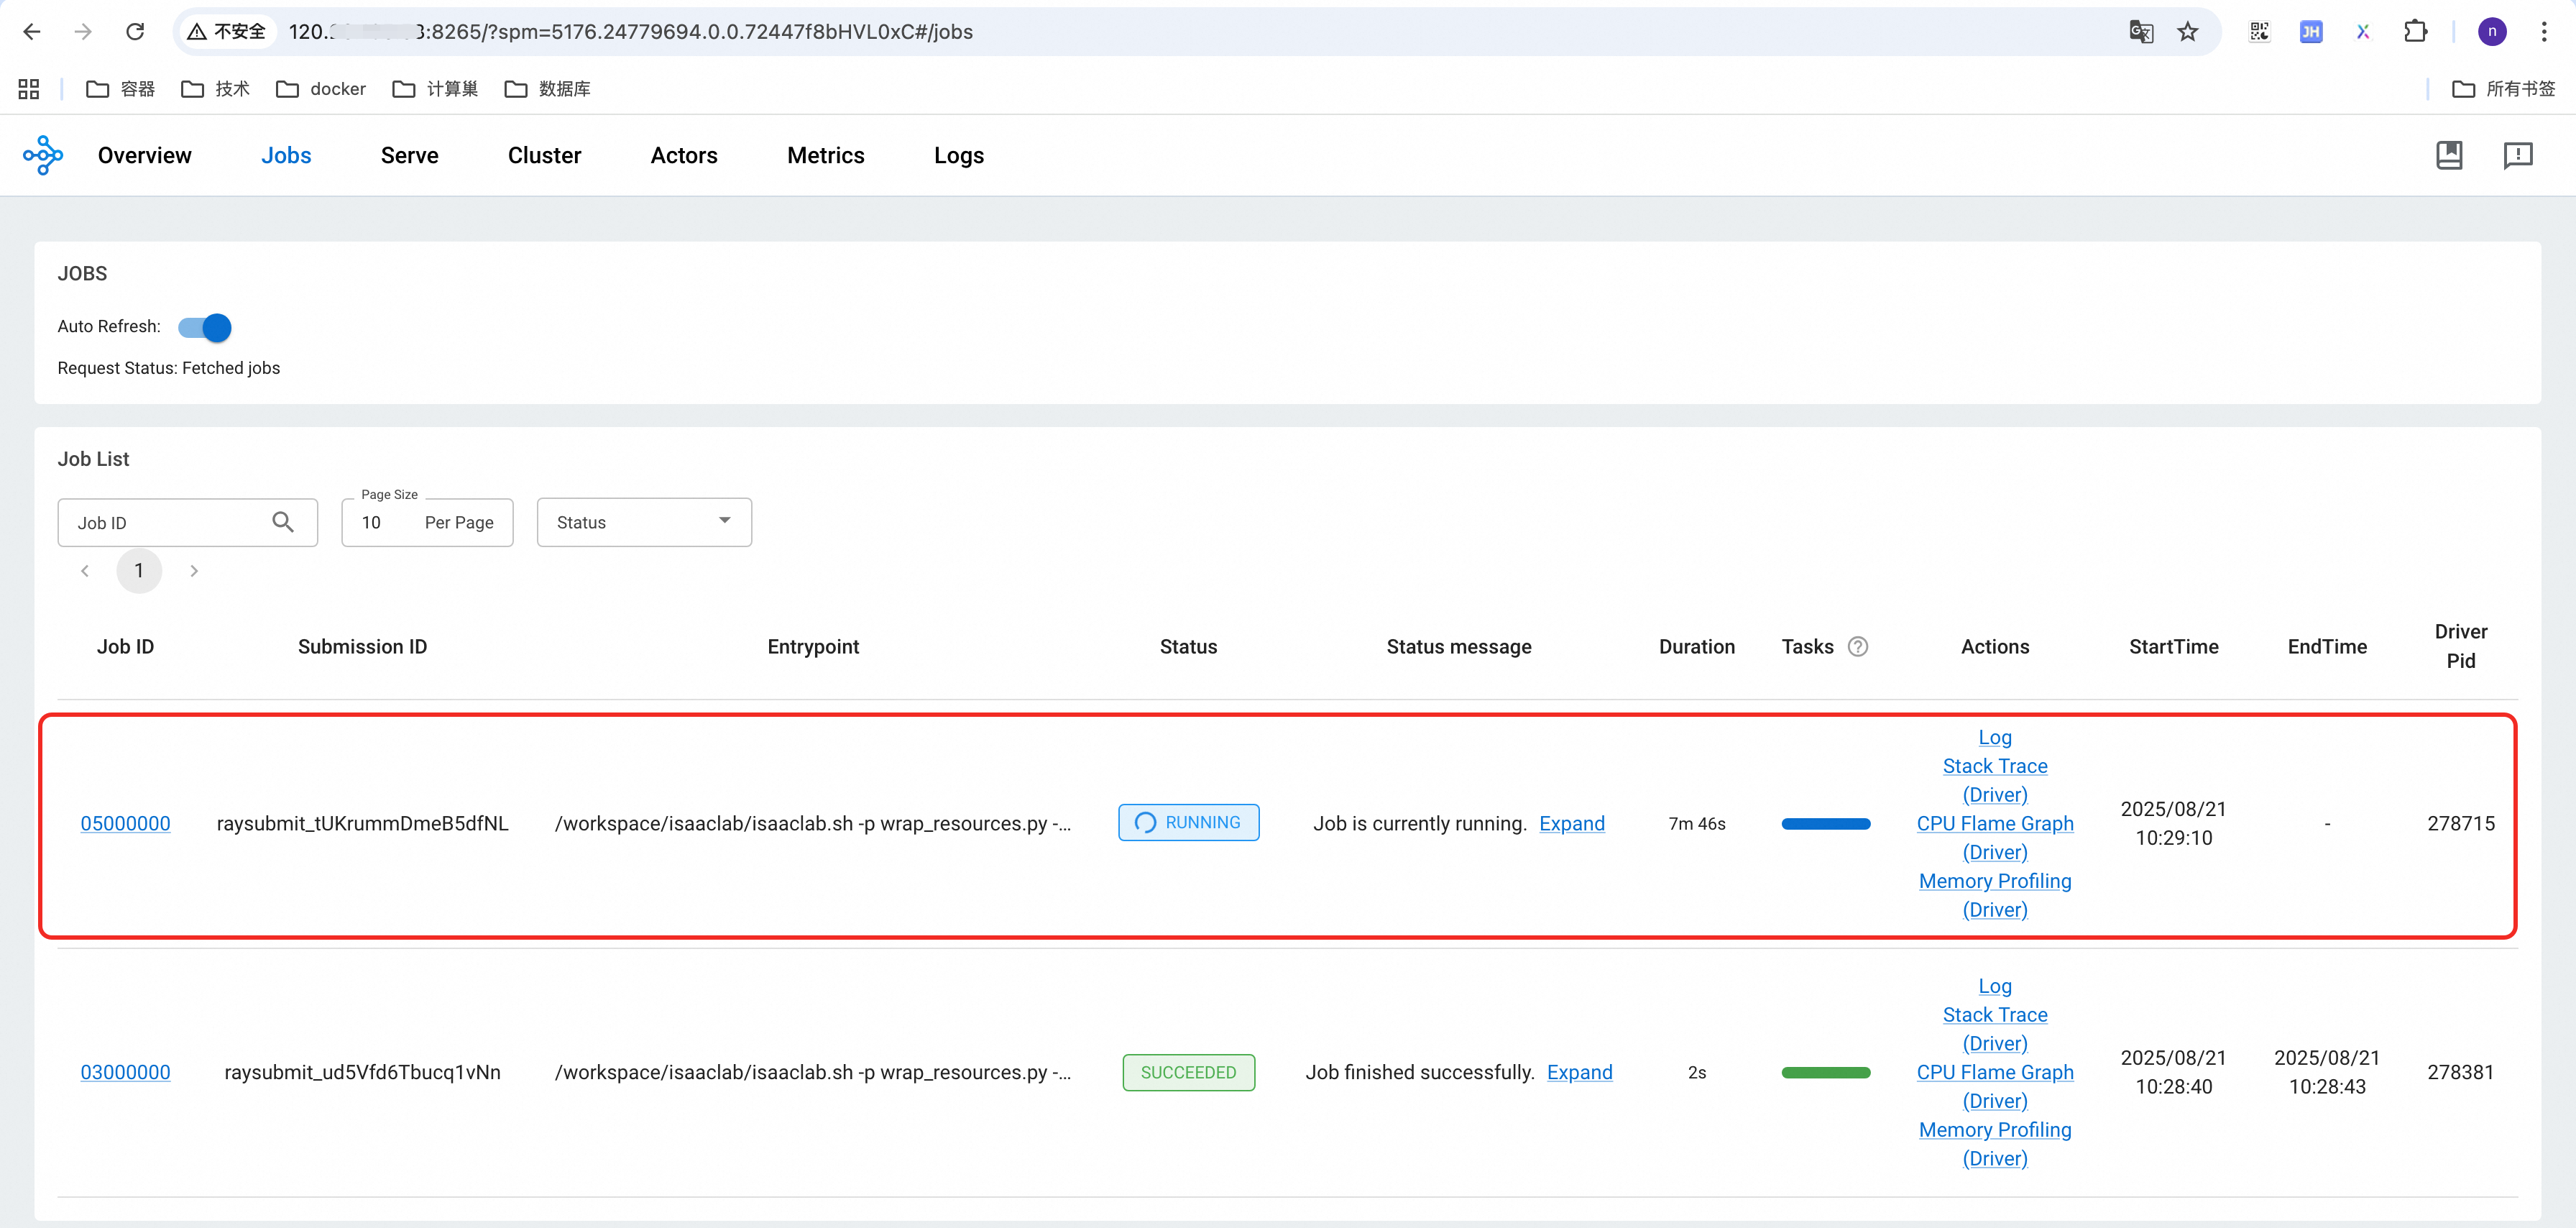 不安全 120. 3:8265/?spm=5176.24779694.0.0.72447f8bHVL0xC#/jobs
JH X n
容器 技术 docker 计算巢 数据库 所有书签
Overview Jobs Serve Cluster Actors Metrics Logs
JOBS
Auto Refresh:
Request Status: Fetched jobs
Job List
Page Size
Job ID 10 Per Page Status
1
Job ID Submission ID Entrypoint Status Status message Duration Tasks ? Actions StartTime EndTime Driver
Pid
Log
Stack Trace
(Driver)
05000000 raysubmit_tUKrummDmeB5dfNL /workspace/isaaclab/isaaclab.sh -p wrap_resources.py -... RUNNING Job is currently running. Expand 7m 46s CPU Flame Graph 2025/08/21 - 278715
(Driver) 10:29:10
Memory Profiling
(Driver)
Log
Stack Trace
(Driver)
03000000 raysubmit_ud5Vfd6Tbucq1vNn /workspace/isaaclab/isaaclab.sh -p wrap_resources.py -... SUCCEEDED Job finished successfully. Expand 2s CPU Flame Graph 2025/08/21 2025/08/21 278381
(Driver) 10:28:40 10:28:43
Memory Profiling
(Driver)